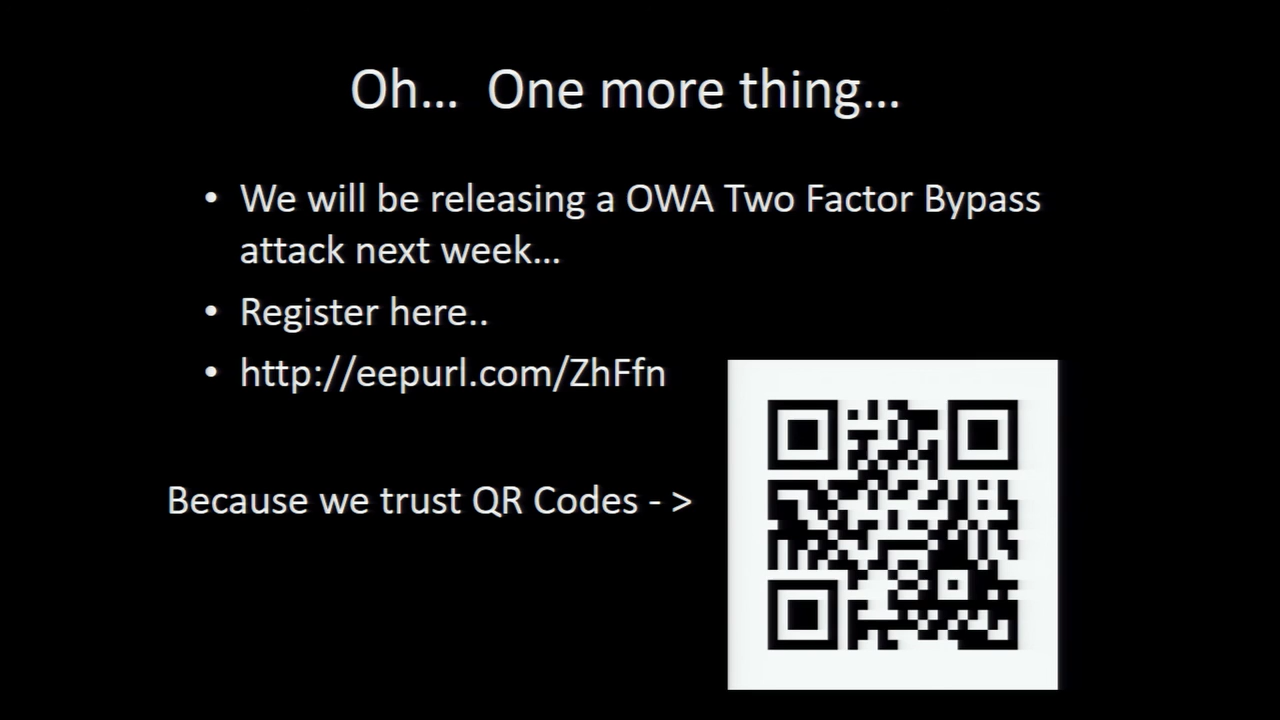 Oh... One more thing...
• We will be releasing a OWA Two Factor Bypass
attack next week...
• Register here..
• http://eepurl.com/ZhFfn
Because we trust QR Codes - >